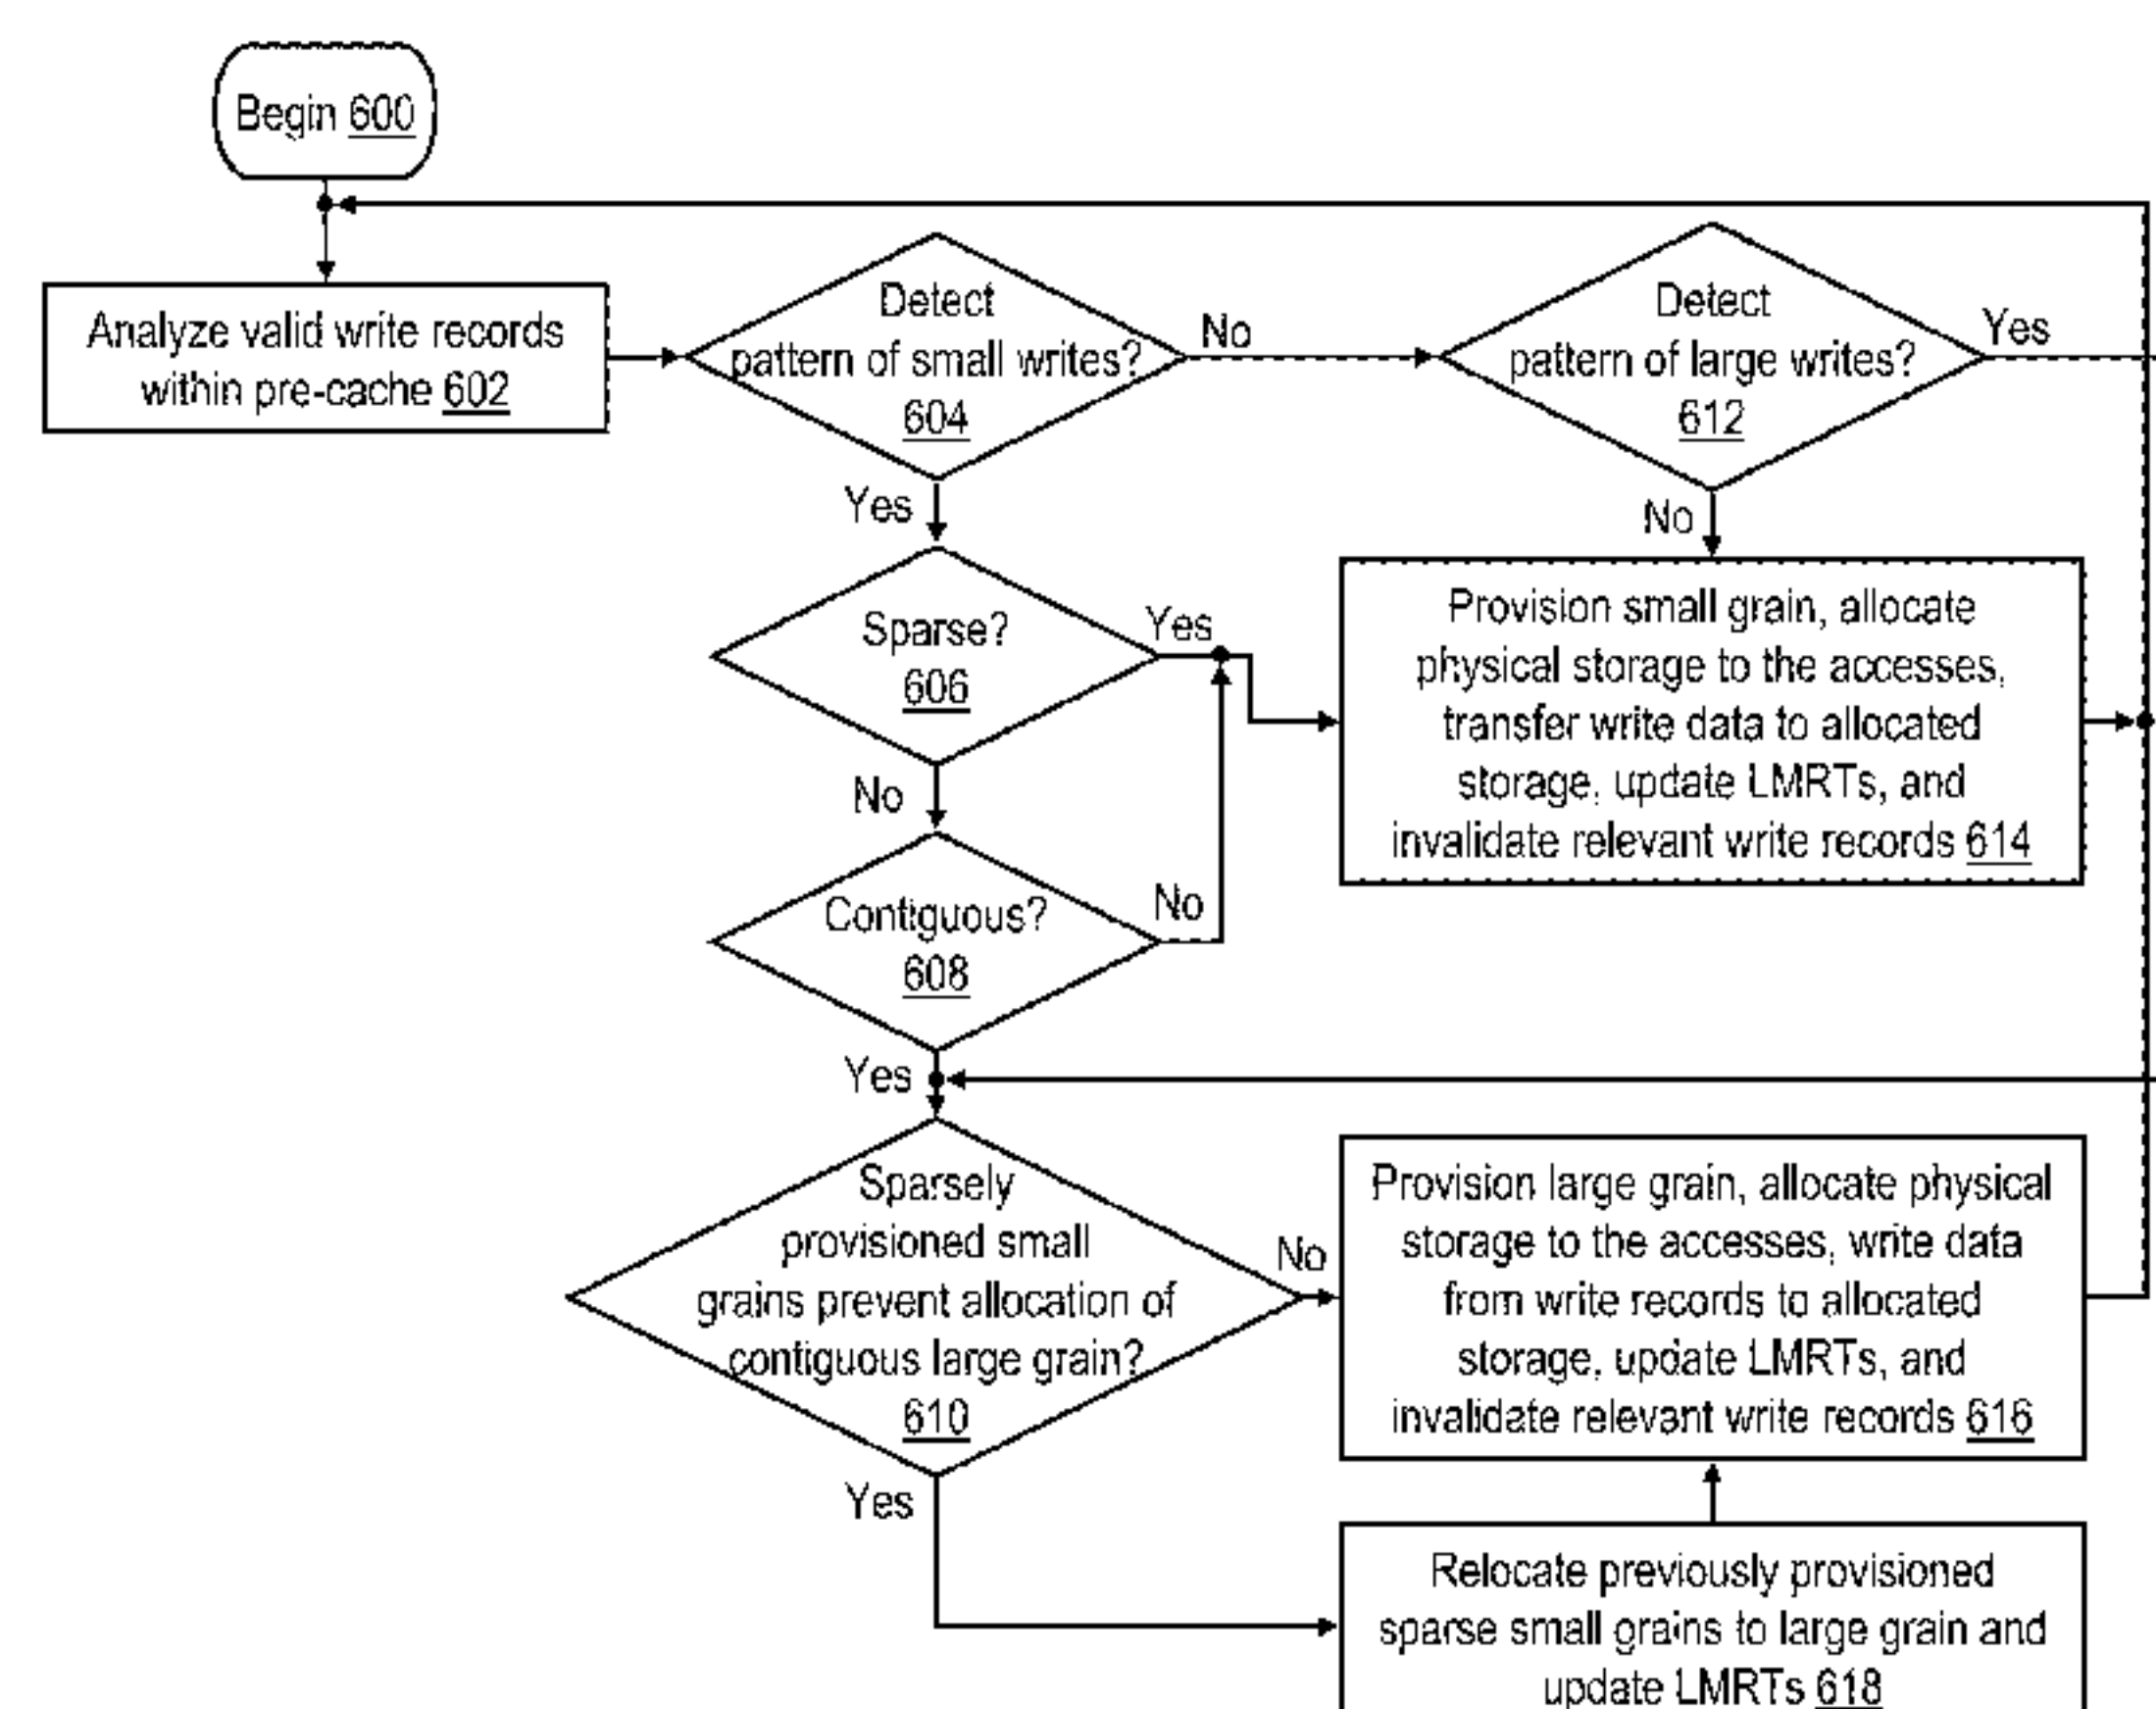 Begin 600
Analyze valid write records
within pre-cache 602
Detect
pattern of small writes?
604
No
Detect
pattern of large writes?
612
Yes
Yes
No
Sparse?
606
Yes
Provision small grain, allocate
physical storage to the accesses,
transfer write data to allocated
storage, update LMRTs, and
invalidate relevant write records 614
No
Contiguous?
608
No
Yes
Sparsely
provisioned small
grains prevent allocation of
contiguous large grain?
610
No
Provision large grain, allocate physical
storage to the accesses, write data
from write records to allocated
storage, update LMRTs, and
invalidate relevant write records 616
Yes
Relocate previously provisioned
sparse small grains to large grain and
update LMRTs 618